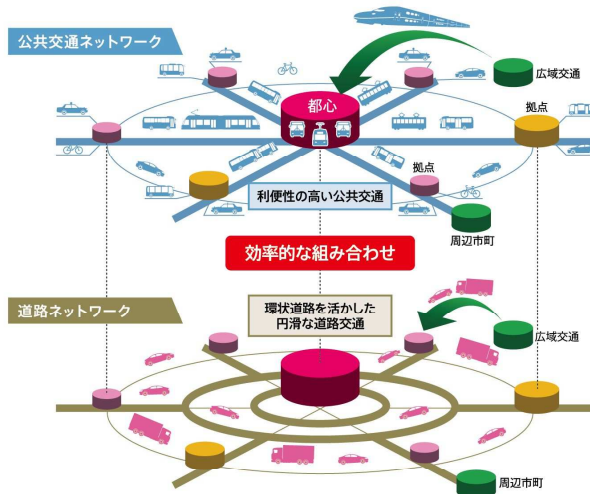 公共交通ネットワーク
広域交通
都心
拠点
拠点
利便性の高い公共交通
周辺市町
効率的な組み合わせ
道路ネットワーク
環状道路を活かした
円滑な道路交通
広域交通
周辺市町